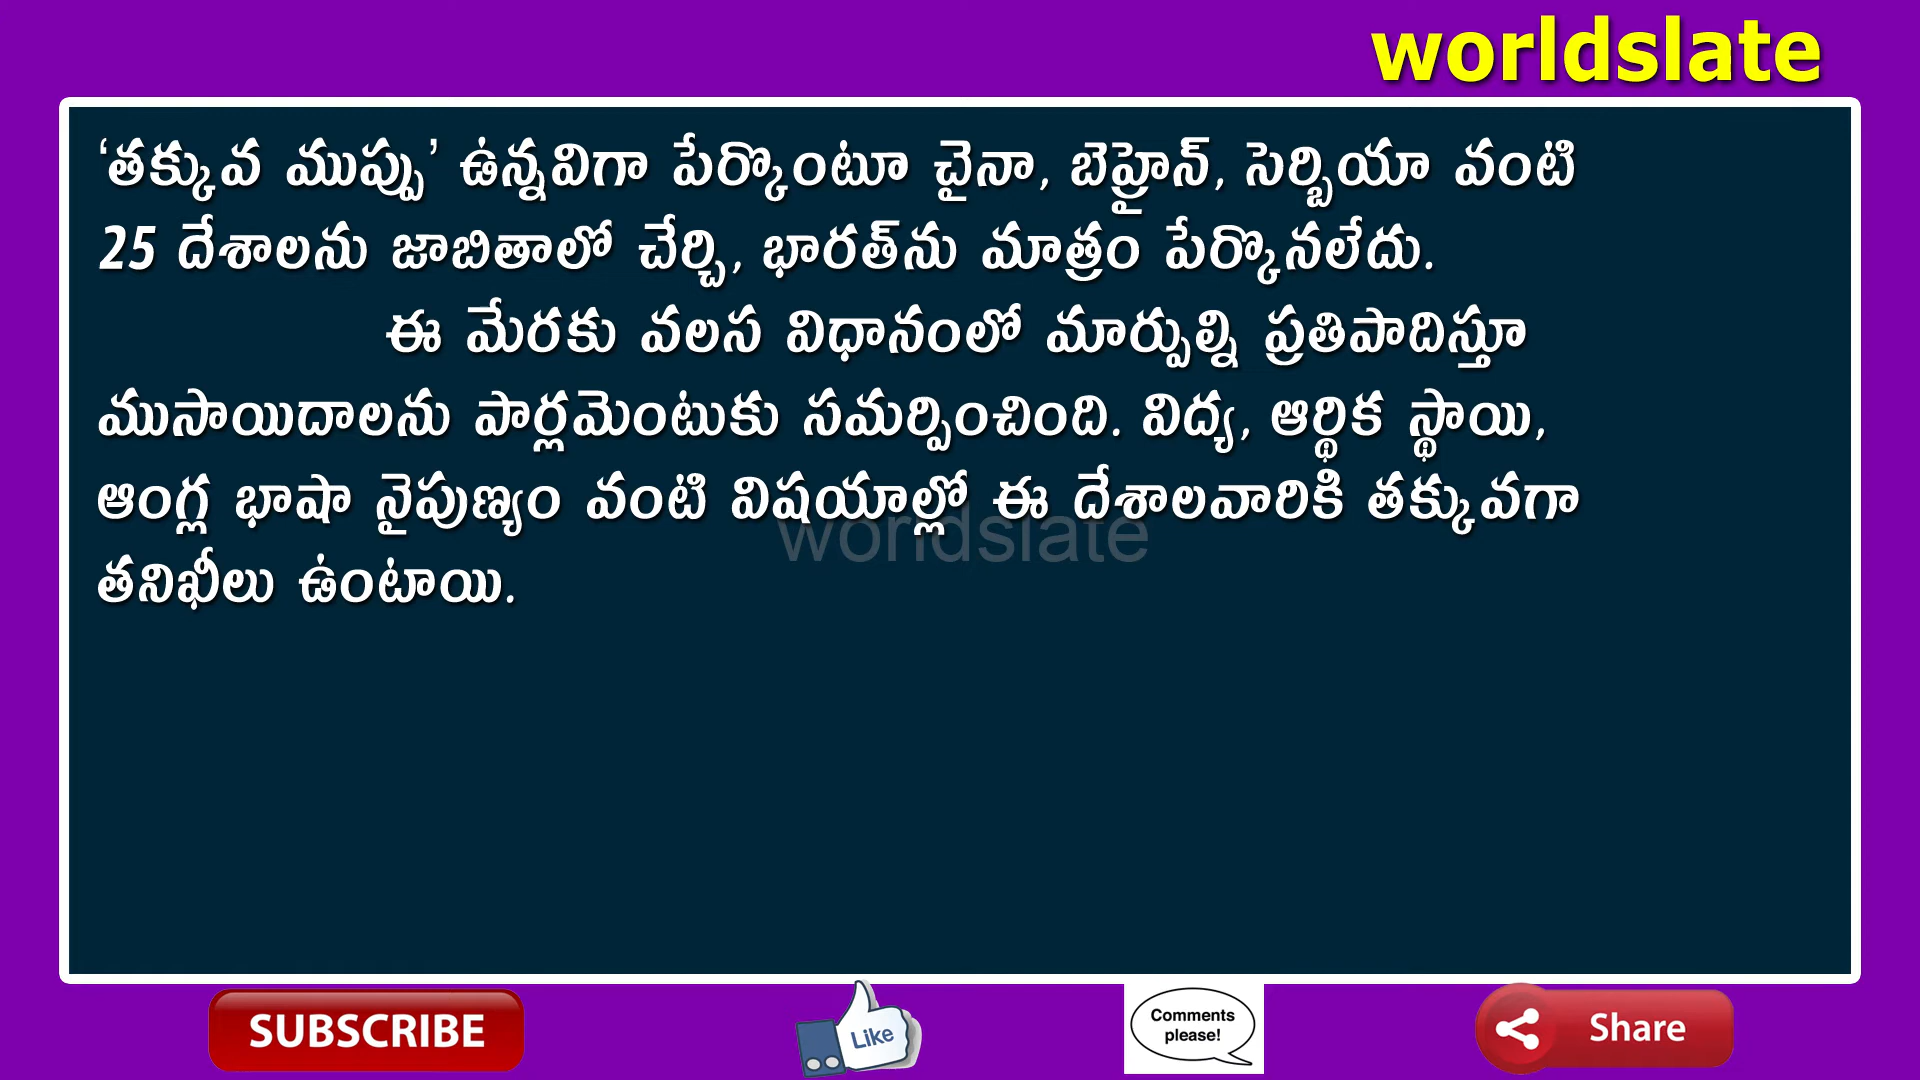 worldslate
‘తక్కువ ముప్పు’ ఉన్నవిగా పేర్కొంటూ చైనా, బెహ్రైన్, సెర్బియా వంటి
25 దేశాలను జాబితాలో చేర్చి, భారత్‌ను మాత్రం పేర్కొనలేదు.
ఈ మేరకు వలస విధానంలో మార్పుల్ని ప్రతిపాదిస్తూ
ముసాయిదాలను పార్లమెంటుకు సమర్పించింది. విద్య, ఆర్థిక స్థాయి,
ఆంగ్ల భాషా నైపుణ్యం వంటి విషయాల్లో ఈ దేశాలవారికి తక్కువగా
worldslate
తనిఖీలు ఉంటాయి.
SUBSCRIBE
Like
Comments
please!
Share